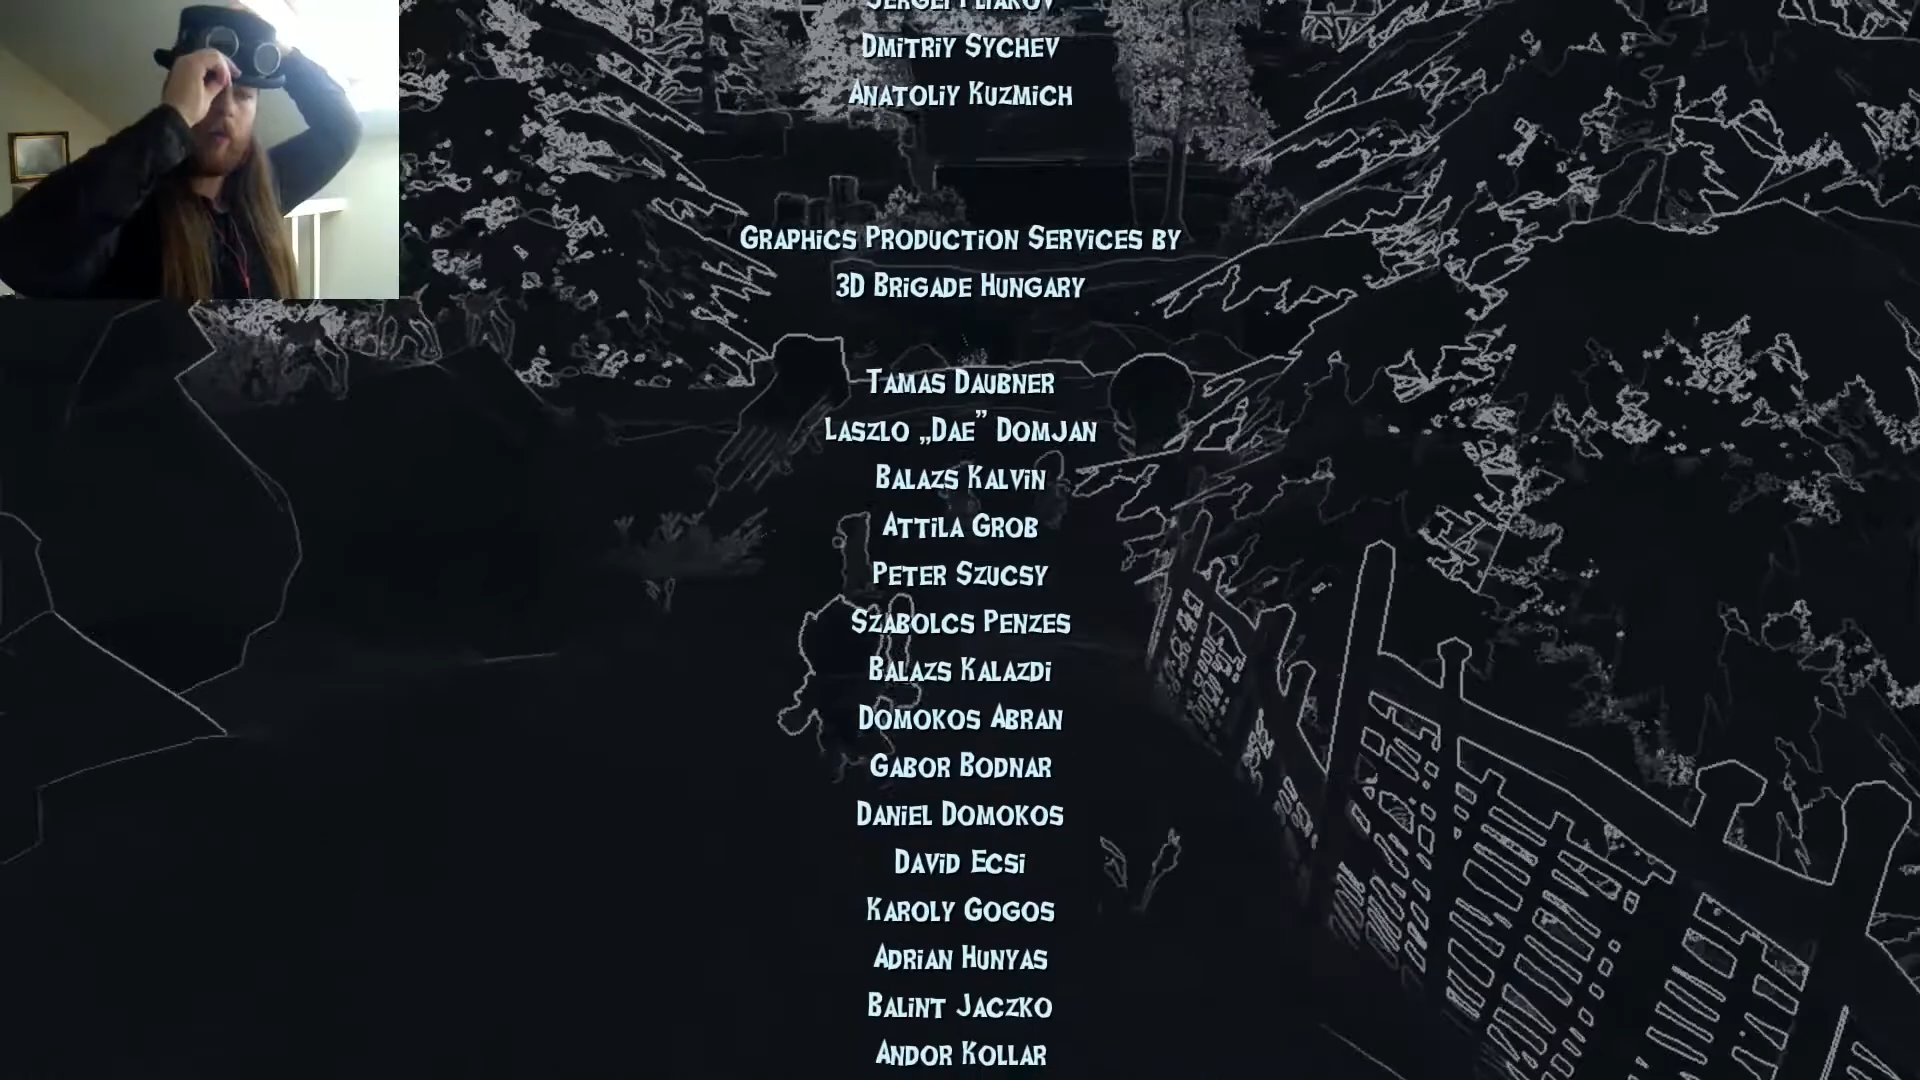 Sergei Pliakov
Dmitriy Sychev
Anatoliy Kuzmich
Graphics Production Services by
3D Brigade Hungary
Tamas Daubner
Laszlo „Dae” Domjan
Balazs Kalvin
Attila Grob
Peter Szucsy
Szabolcs Penzes
Balazs Kalazdi
Domokos Abran
Gabor Bodnar
Daniel Domokos
David Ecsi
Karoly Gogos
Adrian Hunyas
Balint Jaczko
Andor Kollar